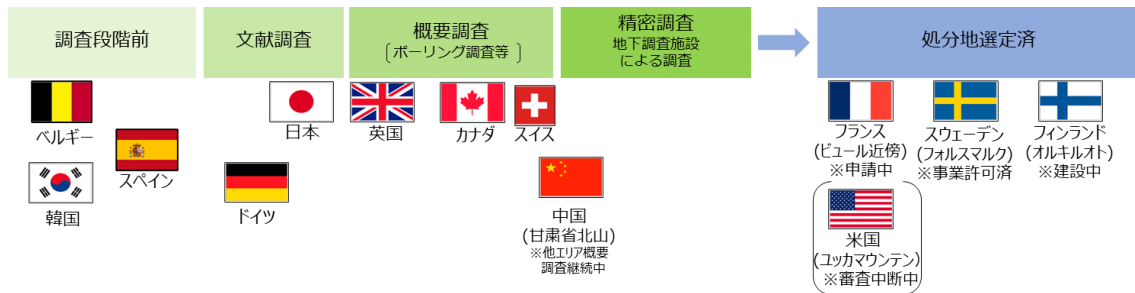 調査段階前
文献調査
概要調査
〔ボーリング調査等〕
精密調査
地下調査施設
による調査
処分地選定済
ベルギー
スペイン
韓国
日本
ドイツ
英国
カナダ
スイス
中国
(甘粛省北山)
※他エリア概要
調査継続中
フランス
(ビュール近傍)
※申請中
スウェーデン
(フォルスマルク)
※事業許可済
フィンランド
(オルキルオト)
※建設中
米国
(ユッカマウンテン)
※審査中断中